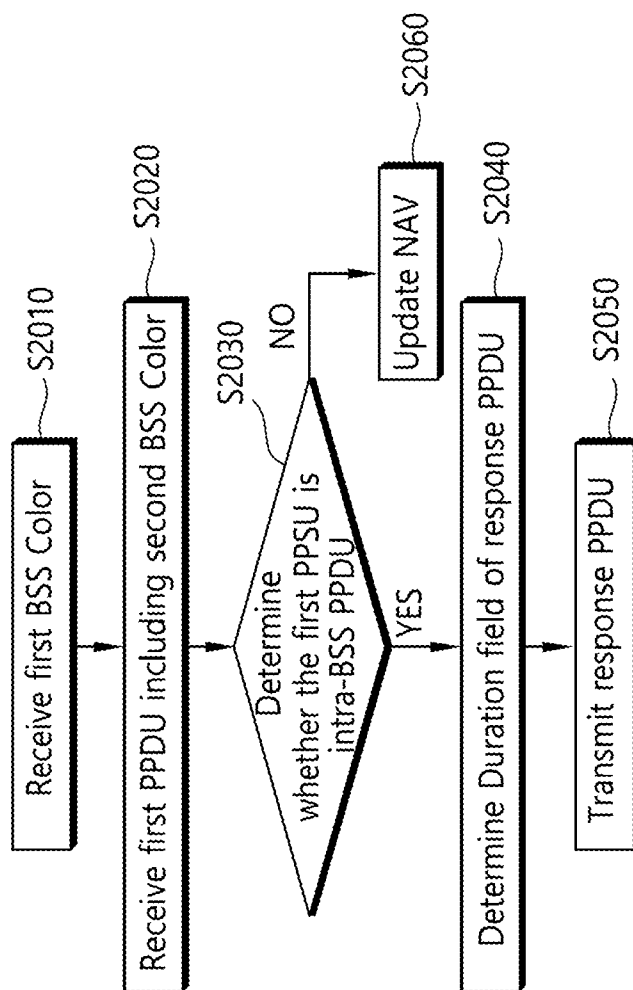 Receive first BSS Color
S2010
Receive first PPDU including second BSS Color
S2020
Determine
whether the first PPSU is
intra-BSS PPDU
S2030
NO
Update NAV
S2060
YES
Determine Duration field of response PPDU
S2040
Transmit response PPDU
S2050